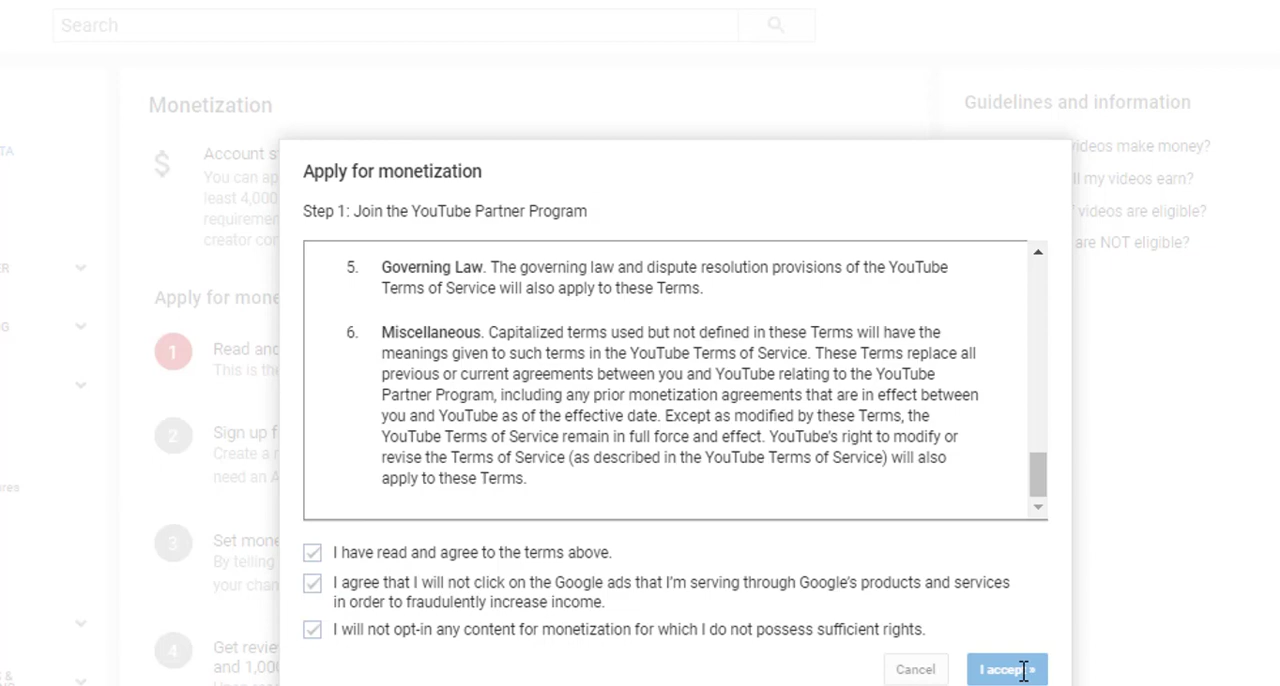 Search
Monetization
Guidelines and information
TA
Account s
ideos make money?
You can ap
least 4,000
requiremen
creator con
Apply for monetization
ll my videos earn?
Step 1: Join the YouTube Partner Program
videos are eligible?
are NOT eligible?
R
5. Governing Law. The governing law and dispute resolution provisions of the YouTube
Terms of Service will also apply to these Terms.
Apply for mone
G
6. Miscellaneous. Capitalized terms used but not defined in these Terms will have the
meanings given to such terms in the YouTube Terms of Service. These Terms replace all
previous or current agreements between you and YouTube relating to the YouTube
Partner Program, including any prior monetization agreements that are in effect between
you and YouTube as of the effective date. Except as modified by these Terms, the
YouTube Terms of Service remain in full force and effect. YouTube's right to modify or
revise the Terms of Service (as described in the YouTube Terms of Service) will also
apply to these Terms.
1 Read and
This is the
2 Sign up f
Create a n
need an A
res
3 Set mone
By telling
your chan
I have read and agree to the terms above.
I agree that I will not click on the Google ads that I'm serving through Google's products and services
in order to fraudulently increase income.
I will not opt-in any content for monetization for which I do not possess sufficient rights.
4 Get revie
and 1,000
Cancel
I accept »